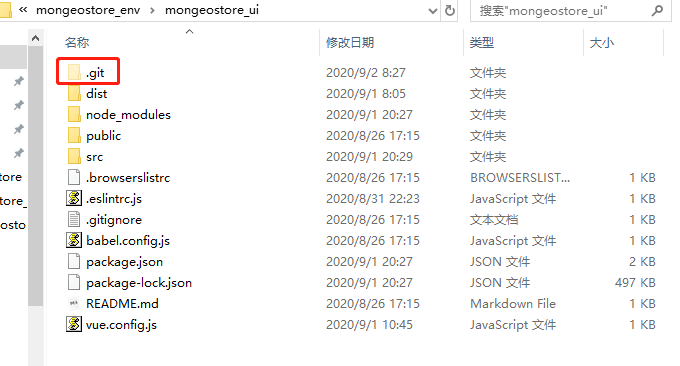 « mongeostore_env › mongeostore_ui 搜索"mongeostore_ui"
名称 修改日期 类型 大小
.git 2020/9/2 8:27 文件夹
dist 2020/9/1 8:05 文件夹
node_modules 2020/9/1 20:27 文件夹
public 2020/8/26 17:15 文件夹
src 2020/9/1 20:29 文件夹
.browserslistrc 2020/8/26 17:15 BROWSERSLIST... 1 KB
.eslintrc.js 2020/8/31 22:23 JavaScript 文件 1 KB
.gitignore 2020/8/26 17:15 文本文档 1 KB
babel.config.js 2020/8/26 17:15 JavaScript 文件 1 KB
package.json 2020/9/1 20:27 JSON 文件 2 KB
package-lock.json 2020/9/1 20:27 JSON 文件 497 KB
README.md 2020/8/26 17:15 Markdown File 1 KB
vue.config.js 2020/9/1 10:45 JavaScript 文件 1 KB